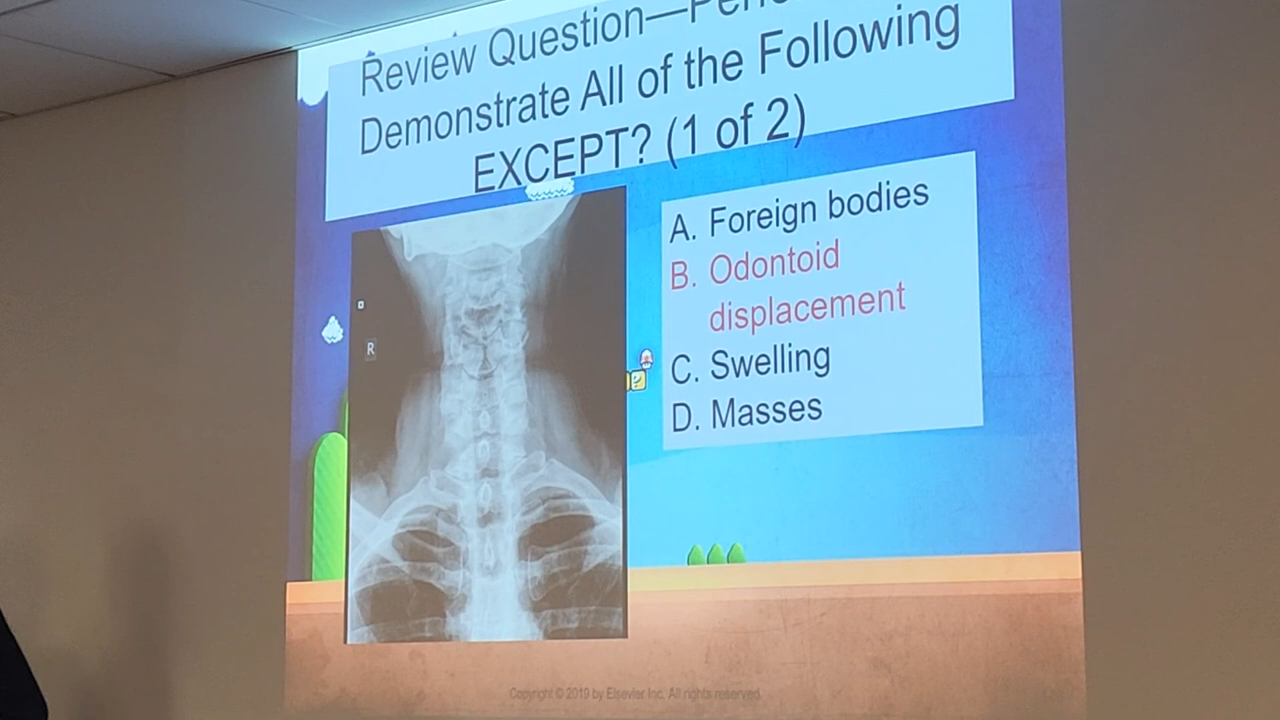 Review Question—
Demonstrate All of the Following
EXCEPT? (1 of 2)
A. Foreign bodies
B. Odontoid
displacement
C. Swelling
D. Masses
R
Copyright © 2019 by Elsevier Inc. All rights reserved.